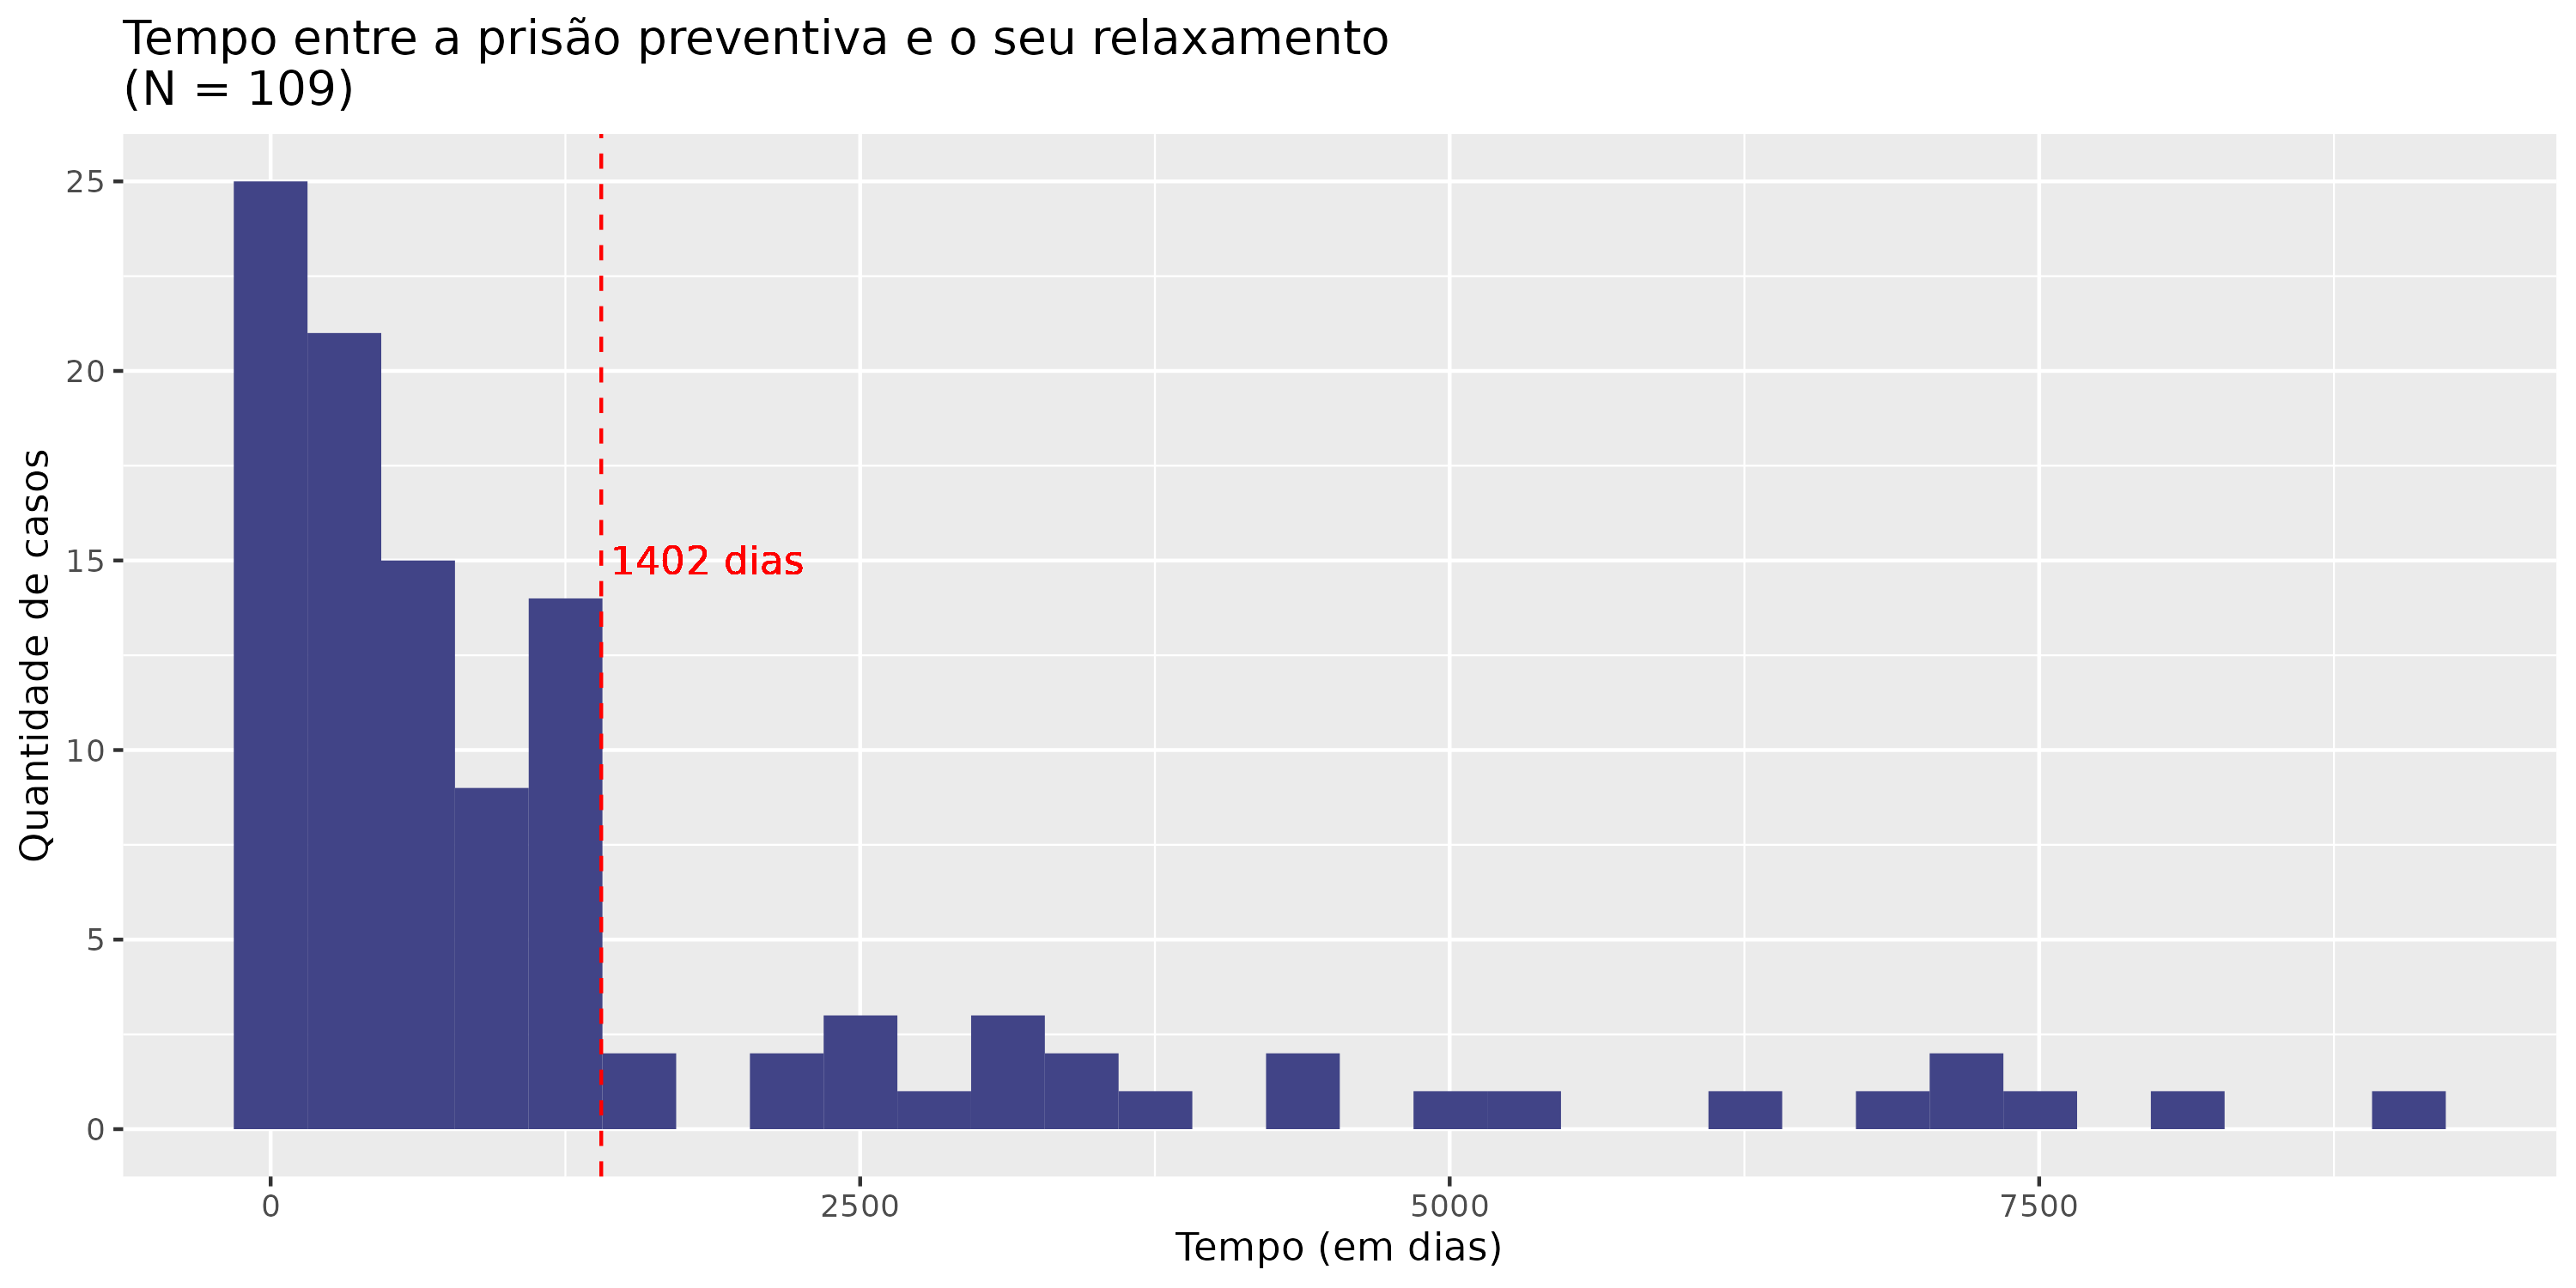 Tempo entre a prisão preventiva e o seu relaxamento
(N = 109)
25
20
15
10
5
0
Quantidade de casos
1402 dias
0
2500
5000
7500
Tempo (em dias)